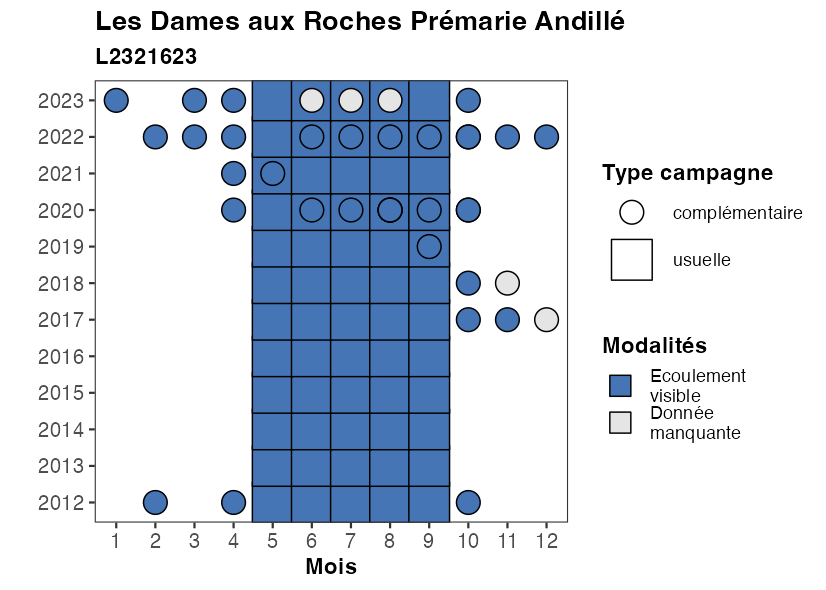 Les Dames aux Roches Prémarie Andillé
L2321623
2023
2022
2021
2020
2019
2018
2017
2016
2015
2014
2013
2012
1 2 3 4 5 6 7 8 9 10 11 12
Mois
Type campagne
complémentaire
usuelle
Modalités
Ecoulement
visible
Donnée
manquante